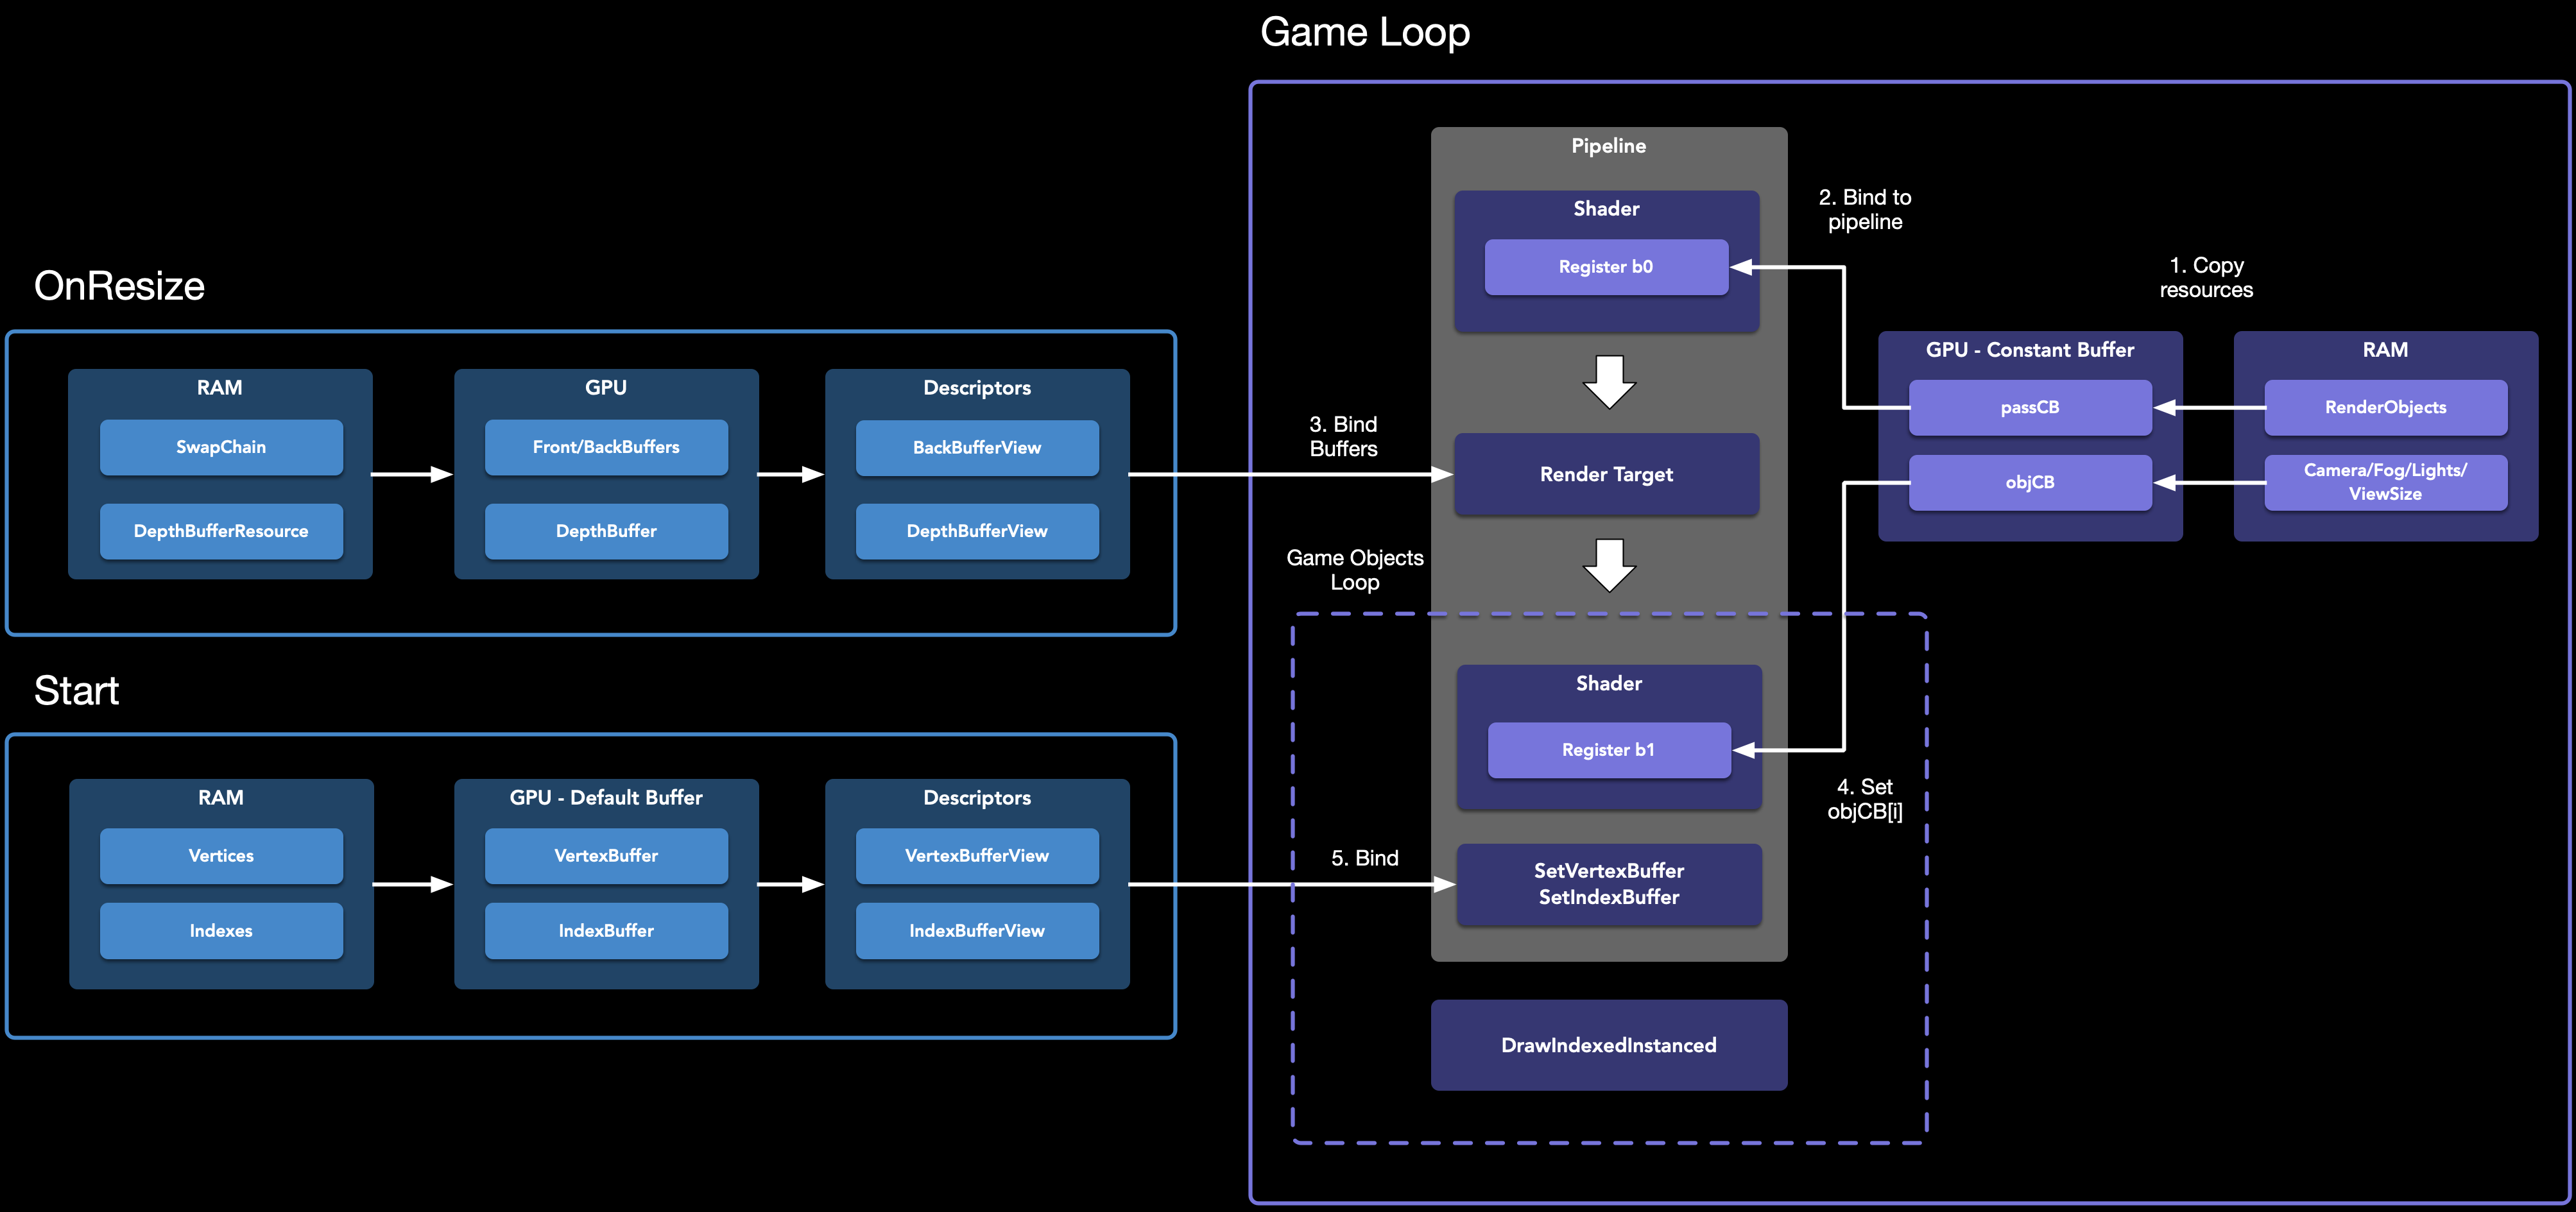 Game Loop
Pipeline
Shader
Register b0
2. Bind to
pipeline
1. Copy
resources
GPU - Constant Buffer
passCB
objCB
RAM
RenderObjects
Camera/Fog/Lights/
ViewSize
OnResize
RAM
SwapChain
DepthBufferResource
GPU
Front/BackBuffers
DepthBuffer
Descriptors
BackBufferView
DepthBufferView
3. Bind
Buffers
Render Target
Game Objects
Loop
Shader
Register b1
4. Set
objCB[i]
Start
RAM
Vertices
Indexes
GPU - Default Buffer
VertexBuffer
IndexBuffer
Descriptors
VertexBufferView
IndexBufferView
5. Bind
SetVertexBuffer
SetIndexBuffer
DrawIndexedInstanced